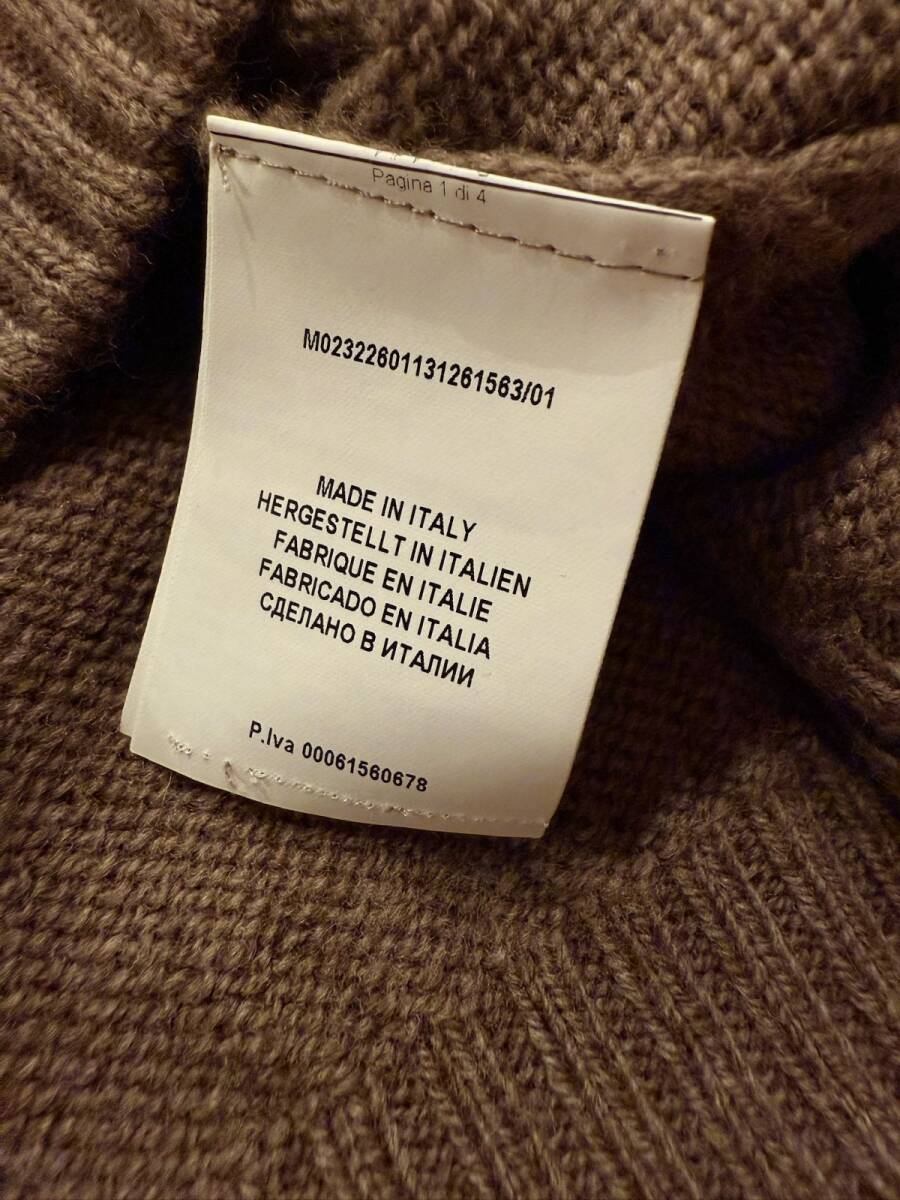 Pagina 1 di 4
M02322601131261563/01
MADE IN ITALY
HERGESTELLT IN ITALIEN
FABRIQUE EN ITALIE
FABRICADO EN ITALIA
СДЕЛАНО В ИТАЛИИ
P.Iva 00061560678